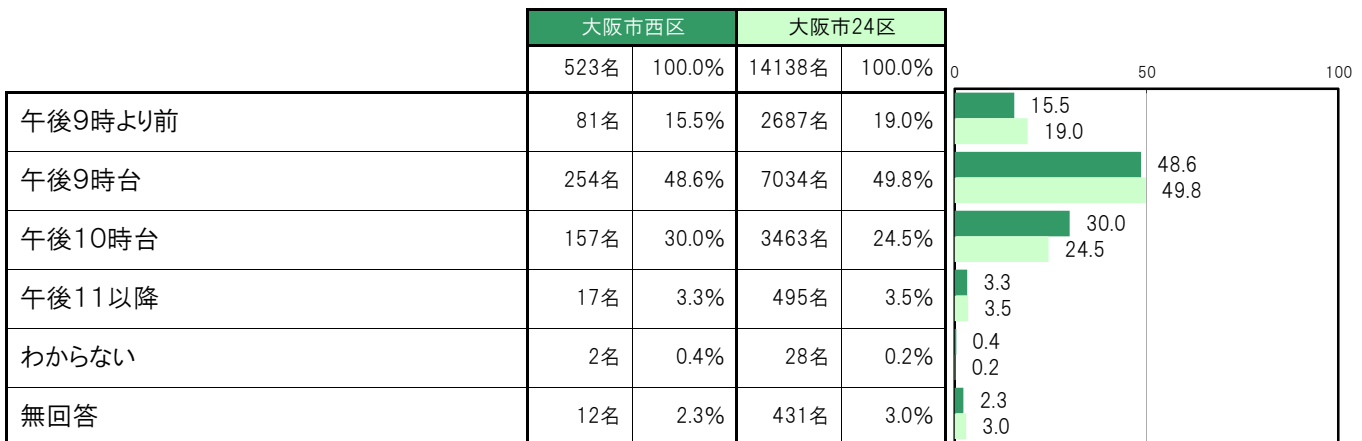 大阪市西区 大阪市24区
523名 100.0% 14138名 100.0%
0 50 100
午後9時より前 81名 15.5% 2687名 19.0% 15.5
19.0
午後9時台 254名 48.6% 7034名 49.8% 48.6
49.8
午後10時台 157名 30.0% 3463名 24.5% 30.0
24.5
午後11以降 17名 3.3% 495名 3.5% 3.3
3.5
わからない 2名 0.4% 28名 0.2% 0.4
0.2
無回答 12名 2.3% 431名 3.0% 2.3
3.0